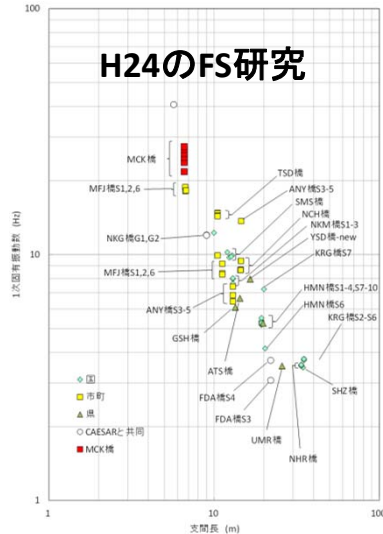 H24のFS研究
100
10
1
1次固有振動数 (Hz)
MCK橋
MFJ橋S1,2,6
TSD橋
ANY橋S3-5
SMS橋
NCH橋
NKM橋S1-3
YSD橋-new
KRG橋S7
NKG橋G1,G2
MFJ橋S1,2,6
HMN橋S1-4,S7-10
HMN橋S6
KRG橋S2-S6
ANY橋S3-5
GSH橋
ATS橋
FDA橋S4
FDA橋S3
SHZ橋
UMR橋
NHR橋
国
市町
県
CAESARと共同
MCK橋
1
10
100
支間長 (m)